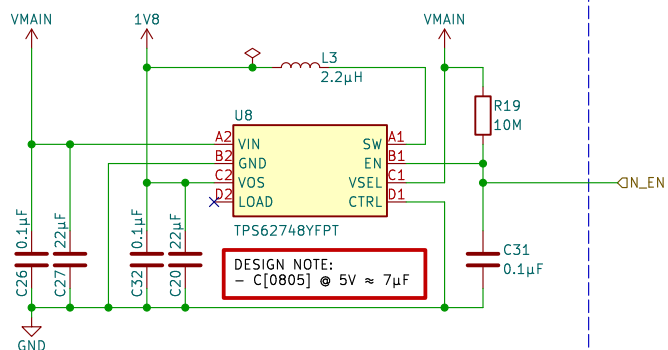 VMAIN
1V8
VMAIN
L3
2.2µH
U8
R19
10M
A2 VIN SW A1
B2 GND EN B1
C2 VOS VSEL C1
D2 LOAD CTRL D1
N_EN
TPS62748YFPT
C26 0.1µF
C27 22µF
C32 0.1µF
C20 22µF
C31
0.1µF
DESIGN NOTE:
- C[0805] @ 5V ≈ 7µF
GND